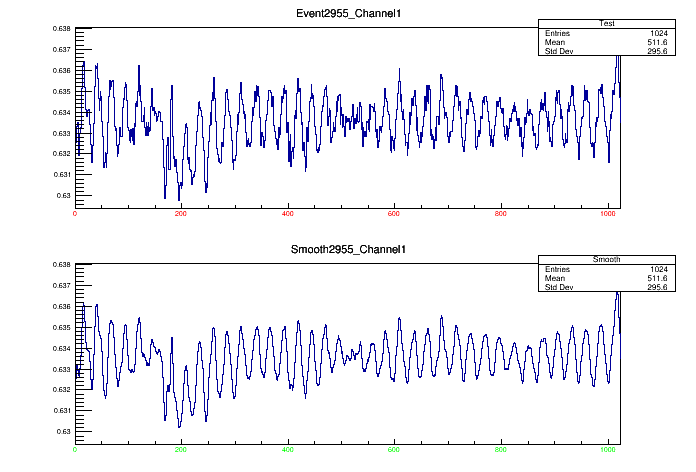 Event2955_Channel1
Test
Entries 1024
Mean 511.6
Std Dev 295.6
0.638
0.637
0.636
0.635
0.634
0.633
0.632
0.631
0.63
0 200 400 600 800 1000
Smooth2955_Channel1
Smooth
Entries 1024
Mean 511.6
Std Dev 295.6
0.638
0.637
0.636
0.635
0.634
0.633
0.632
0.631
0.63
0 200 400 600 800 1000